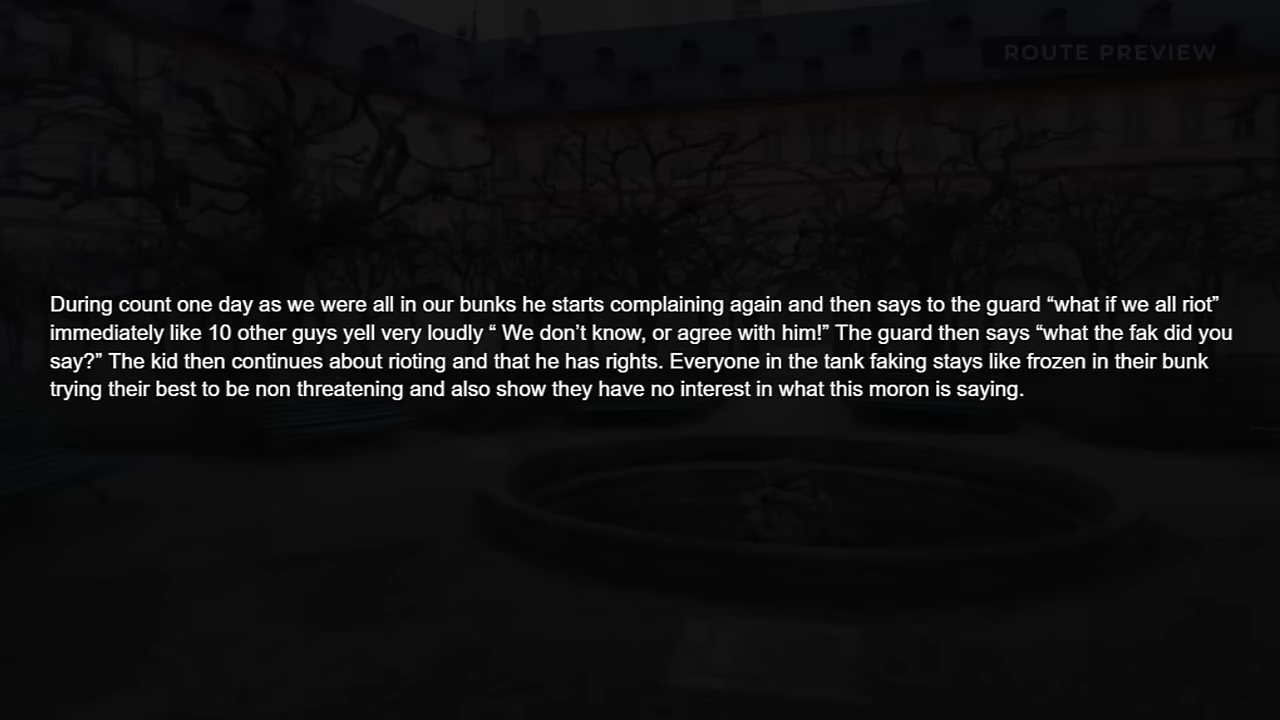 ROUTE PREVIEW
During count one day as we were all in our bunks he starts complaining again and then says to the guard “what if we all riot”
immediately like 10 other guys yell very loudly “ We don’t know, or agree with him!” The guard then says “what the fak did you
say?” The kid then continues about rioting and that he has rights. Everyone in the tank faking stays like frozen in their bunk
trying their best to be non threatening and also show they have no interest in what this moron is saying.